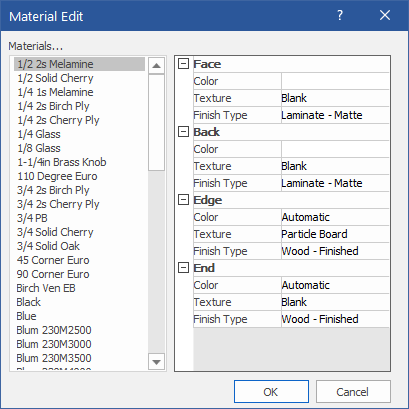 Material Edit
Materials...
1/2 2s Melamine
1/2 Solid Cherry
1/4 1s Melamine
1/4 2s Birch Ply
1/4 2s Cherry Ply
1/4 Glass
1/8 Glass
1-1/4in Brass Knob
110 Degree Euro
3/4 2s Birch Ply
3/4 2s Cherry Ply
3/4 PB
3/4 Solid Cherry
3/4 Solid Oak
45 Corner Euro
90 Corner Euro
Birch Ven EB
Black
Blue
Blum 230M2500
Blum 230M3000
Blum 230M3500
Face
Color
Texture Blank
Finish Type Laminate - Matte
Back
Color
Texture Blank
Finish Type Laminate - Matte
Edge
Color Automatic
Texture Particle Board
Finish Type Wood - Finished
End
Color Automatic
Texture Blank
Finish Type Wood - Finished
OK Cancel